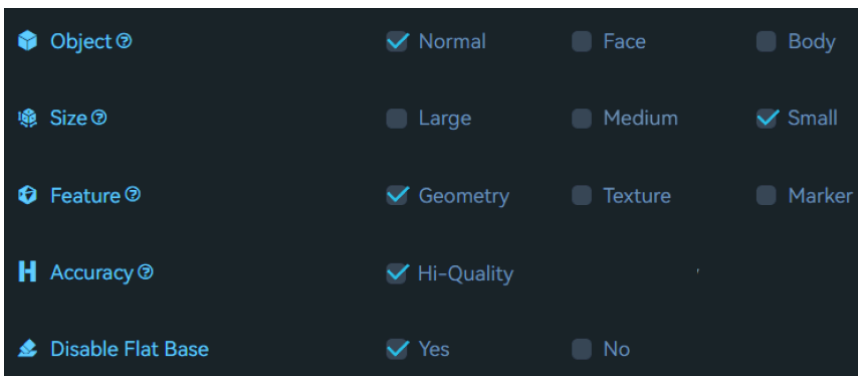 Object ? Normal Face Body
Size ? Large Medium Small
Feature ? Geometry Texture Marker
H Accuracy ? Hi-Quality
Disable Flat Base Yes No